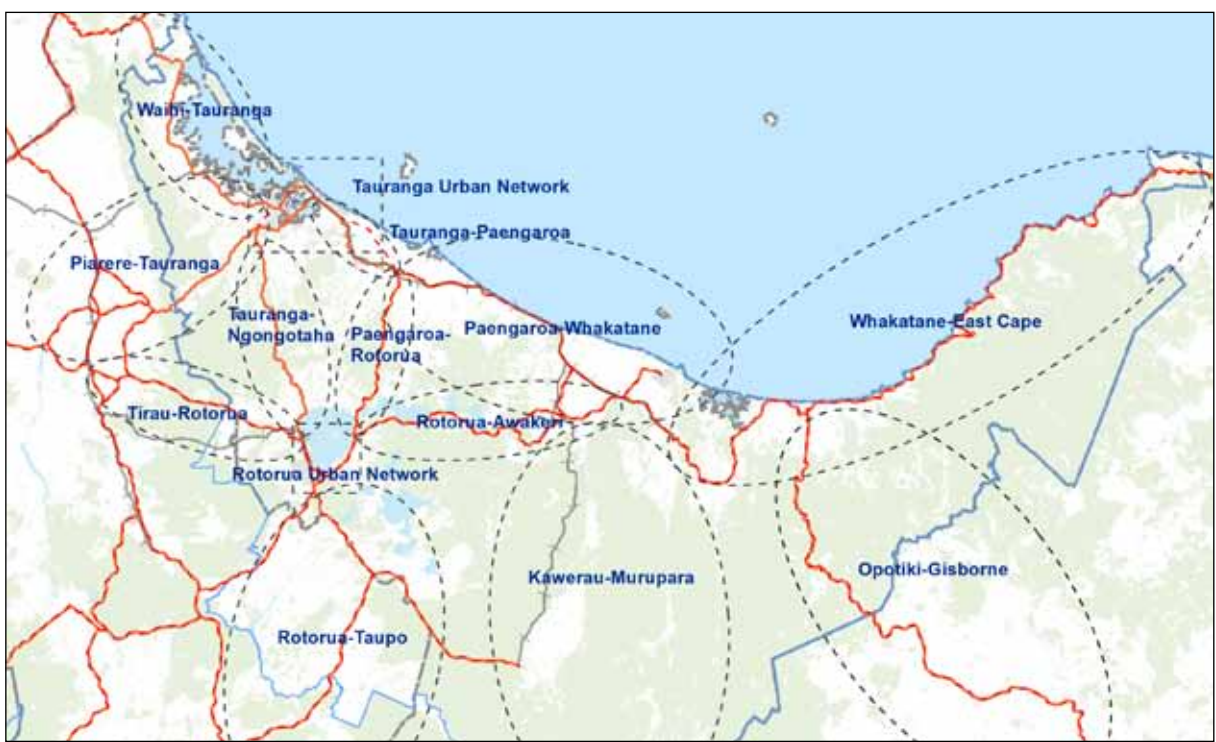 Waihi-Tauranga
Tauranga Urban Network
Tauranga-Paengaroa
Piarere-Tauranga
Tauranga-
Ngongotaha
Paengaroa-
Rotorua
Paengaroa-Whakatane
Whakatane-East Cape
Tirau-Rotorua
Rotorua-Awakeri
Rotorua Urban Network
Kawerau-Murupara
Opotiki-Gisborne
Rotorua-Taupo